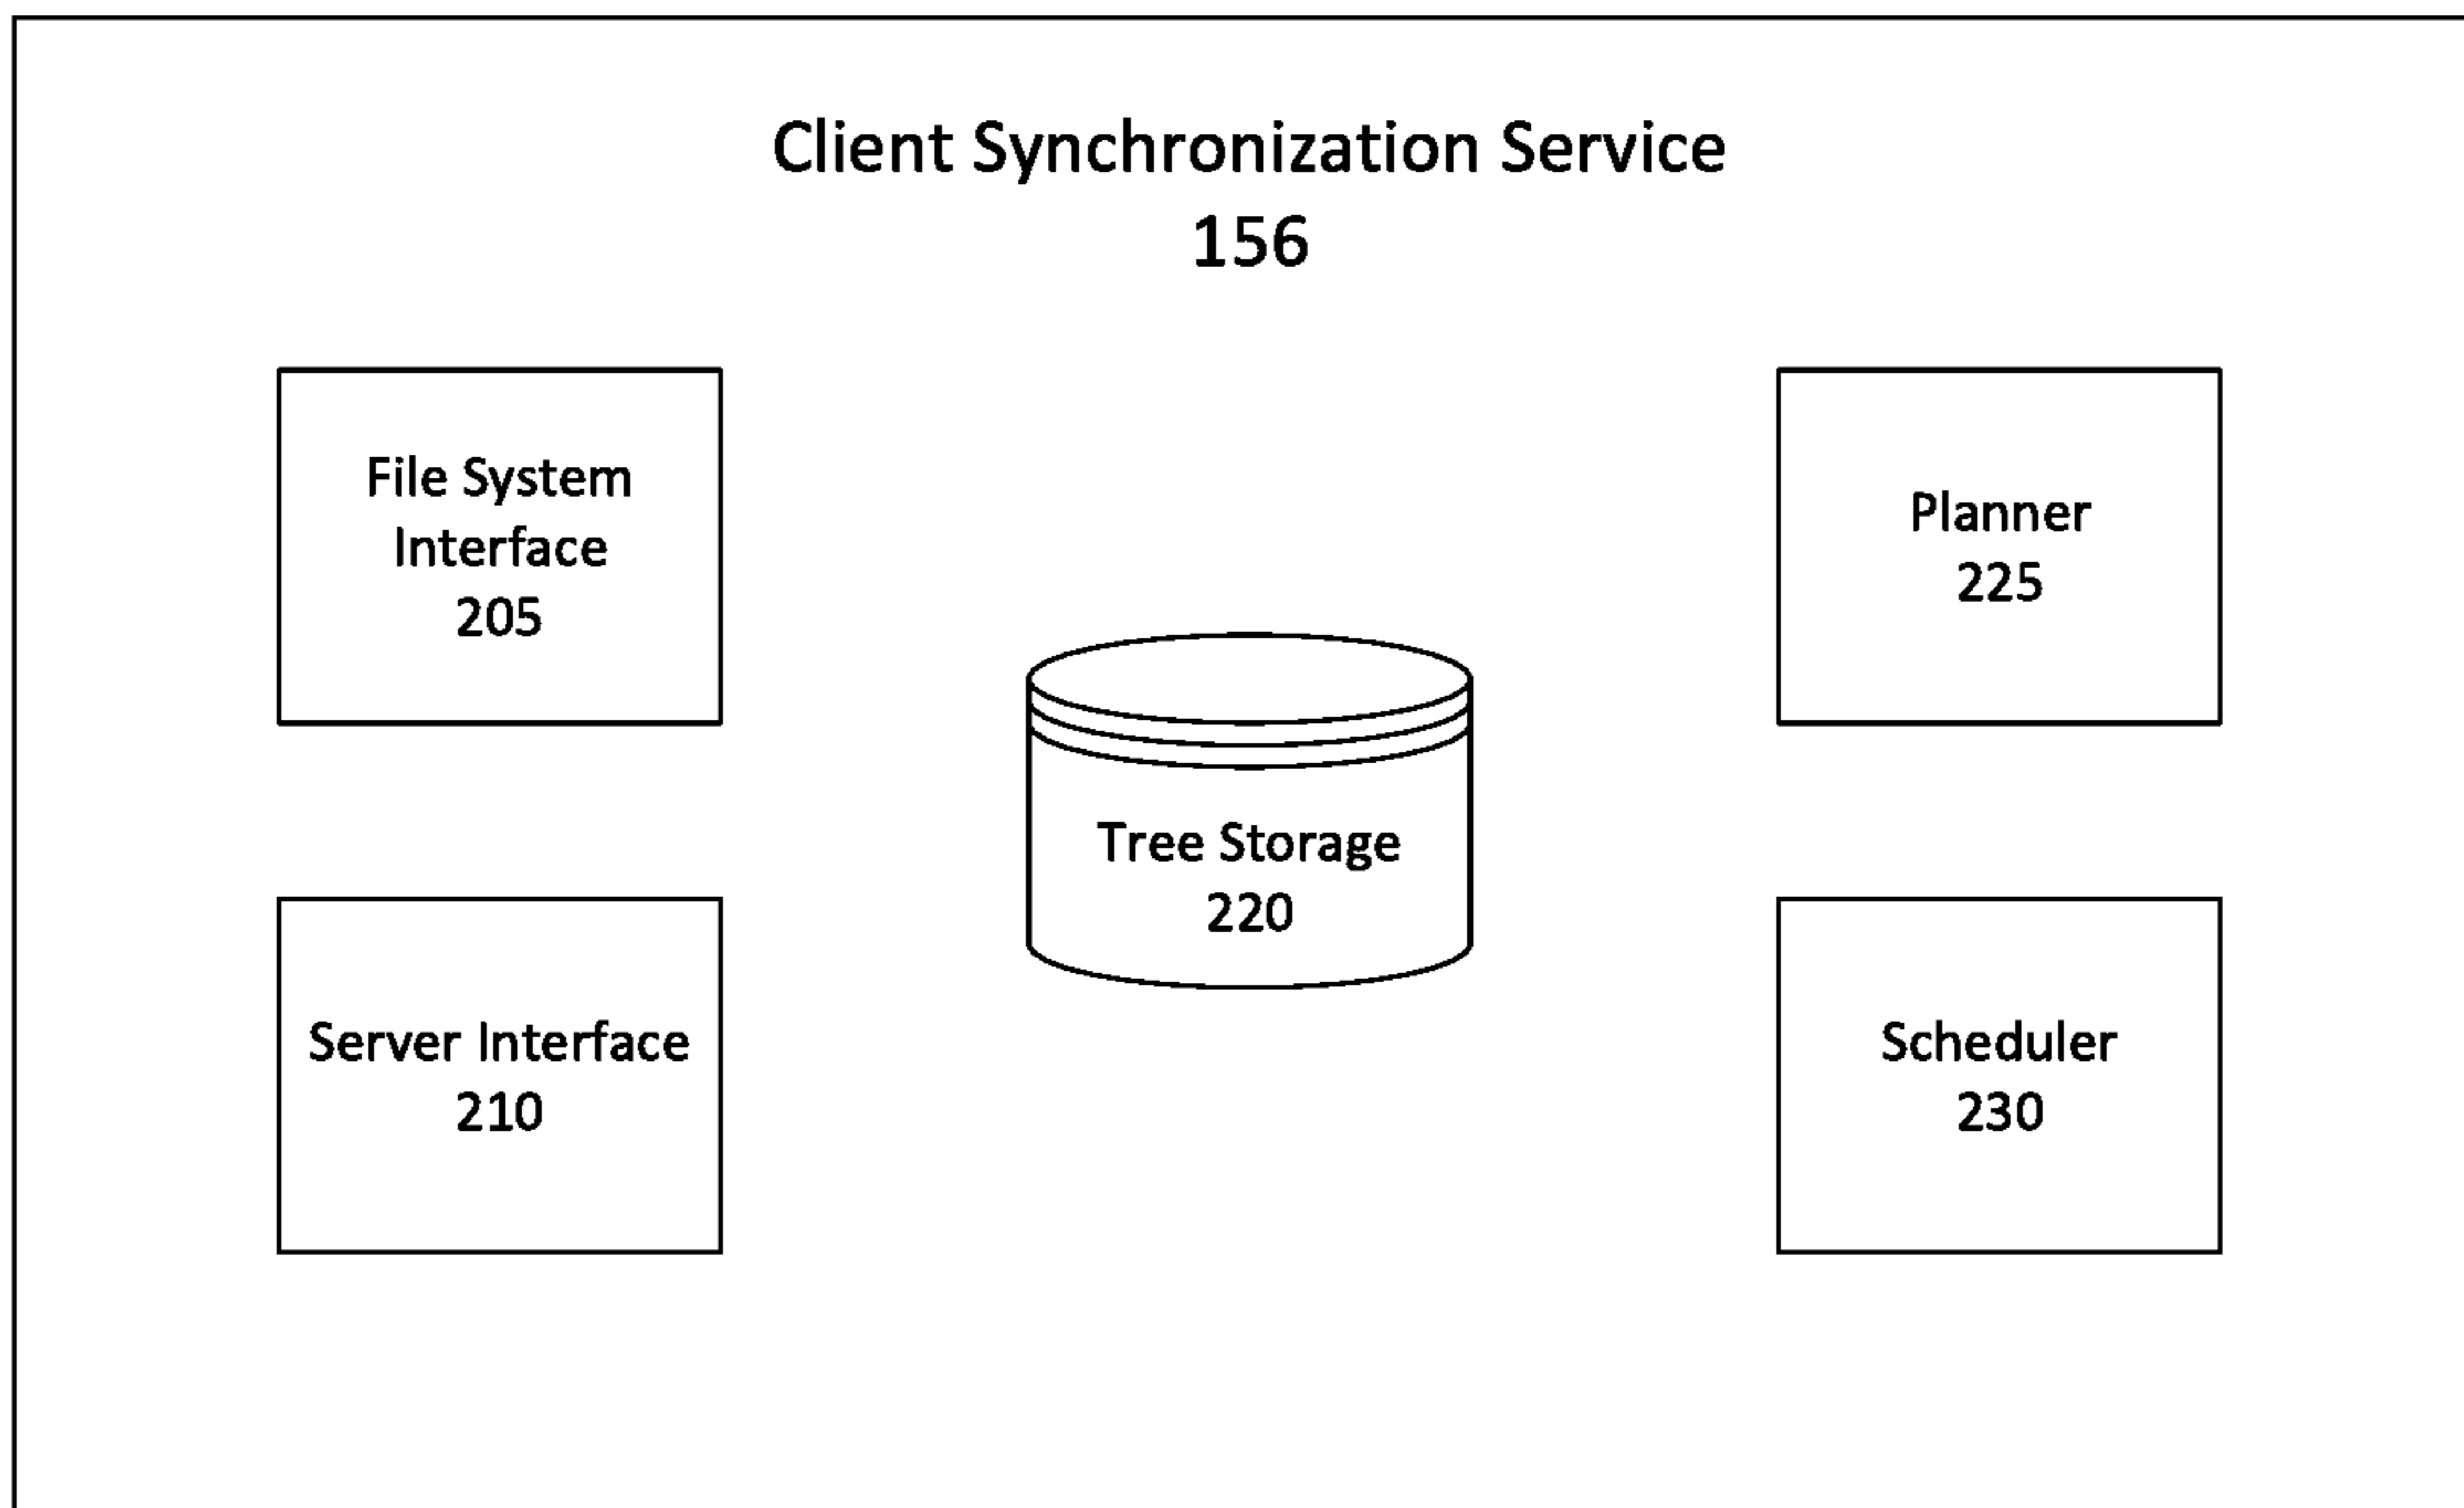 Client Synchronization Service
156
File System
Interface
205
Planner
225
Tree Storage
220
Server Interface
210
Scheduler
230